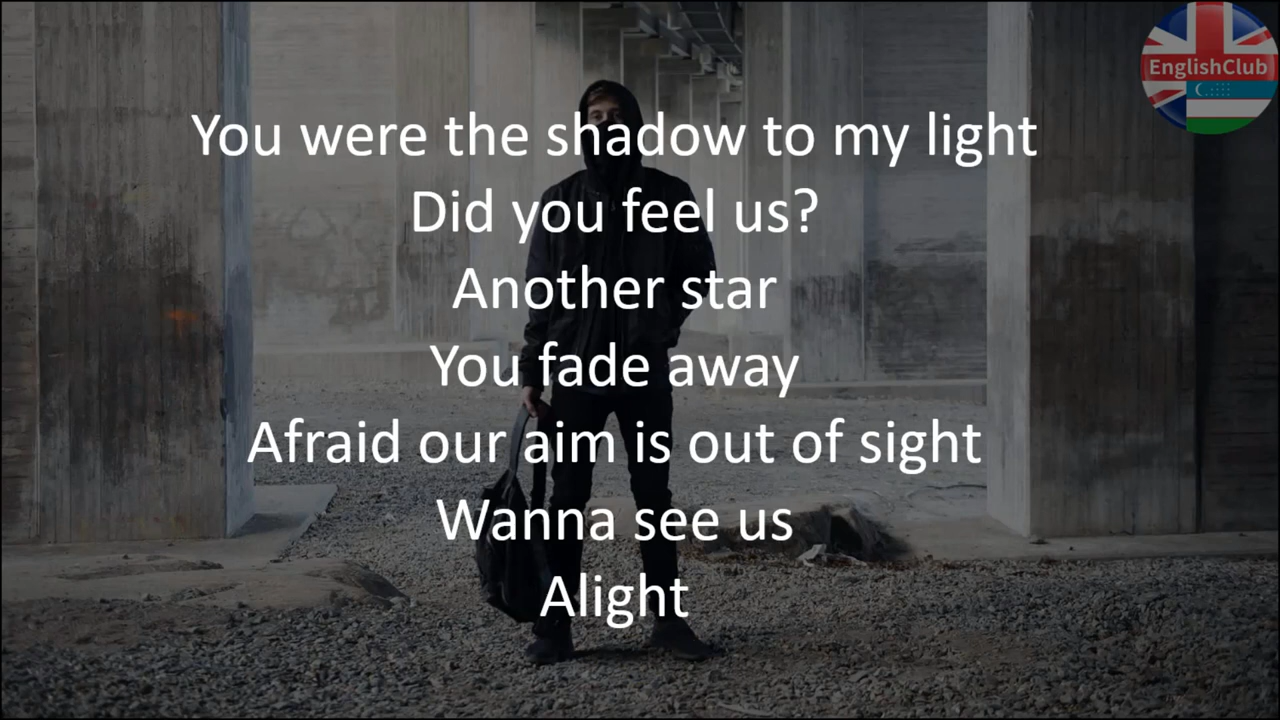 EnglishClub
You were the shadow to my light
Did you feel us?
Another star
You fade away
Afraid our aim is out of sight
Wanna see us
Alight